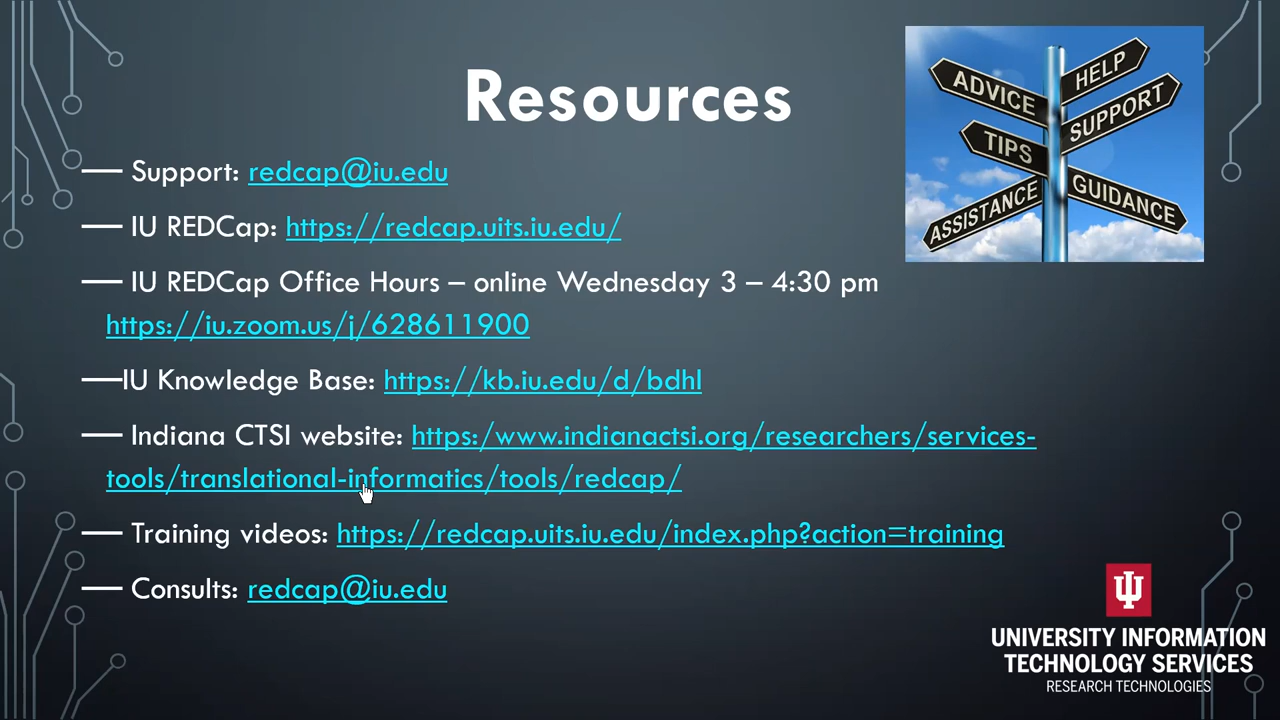 Resources
ADVICE
HELP
SUPPORT
TIPS
ASSISTANCE
GUIDANCE
— Support: redcap@iu.edu
— IU REDCap: https://redcap.uits.iu.edu/
— IU REDCap Office Hours – online Wednesday 3 – 4:30 pm
https://iu.zoom.us/j/628611900
—IU Knowledge Base: https://kb.iu.edu/d/bdhl
— Indiana CTSI website: https:/www.indianactsi.org/researchers/services-
tools/translational-informatics/tools/redcap/
— Training videos: https://redcap.uits.iu.edu/index.php?action=training
— Consults: redcap@iu.edu
UNIVERSITY INFORMATION
TECHNOLOGY SERVICES
RESEARCH TECHNOLOGIES